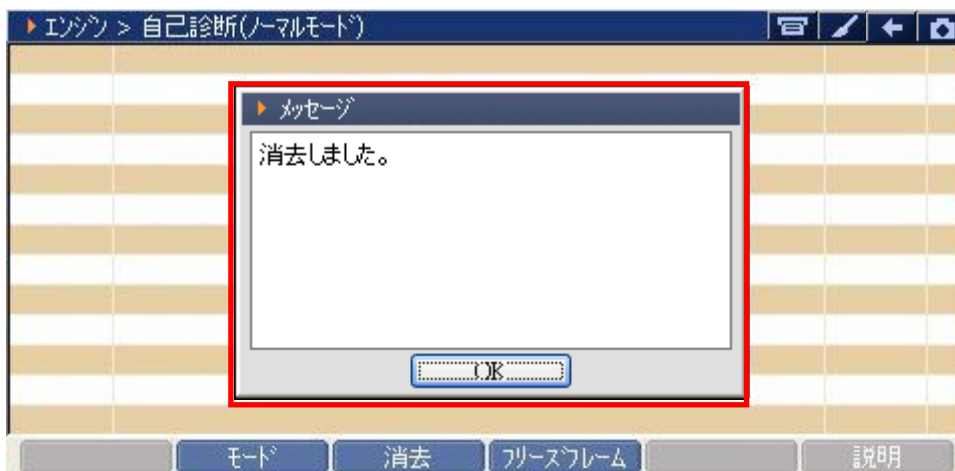 エンジン > 自己診断(ノーマルモード)
メッセージ
消去しました。
OK
モード 消去 フリーズフレーム 説明